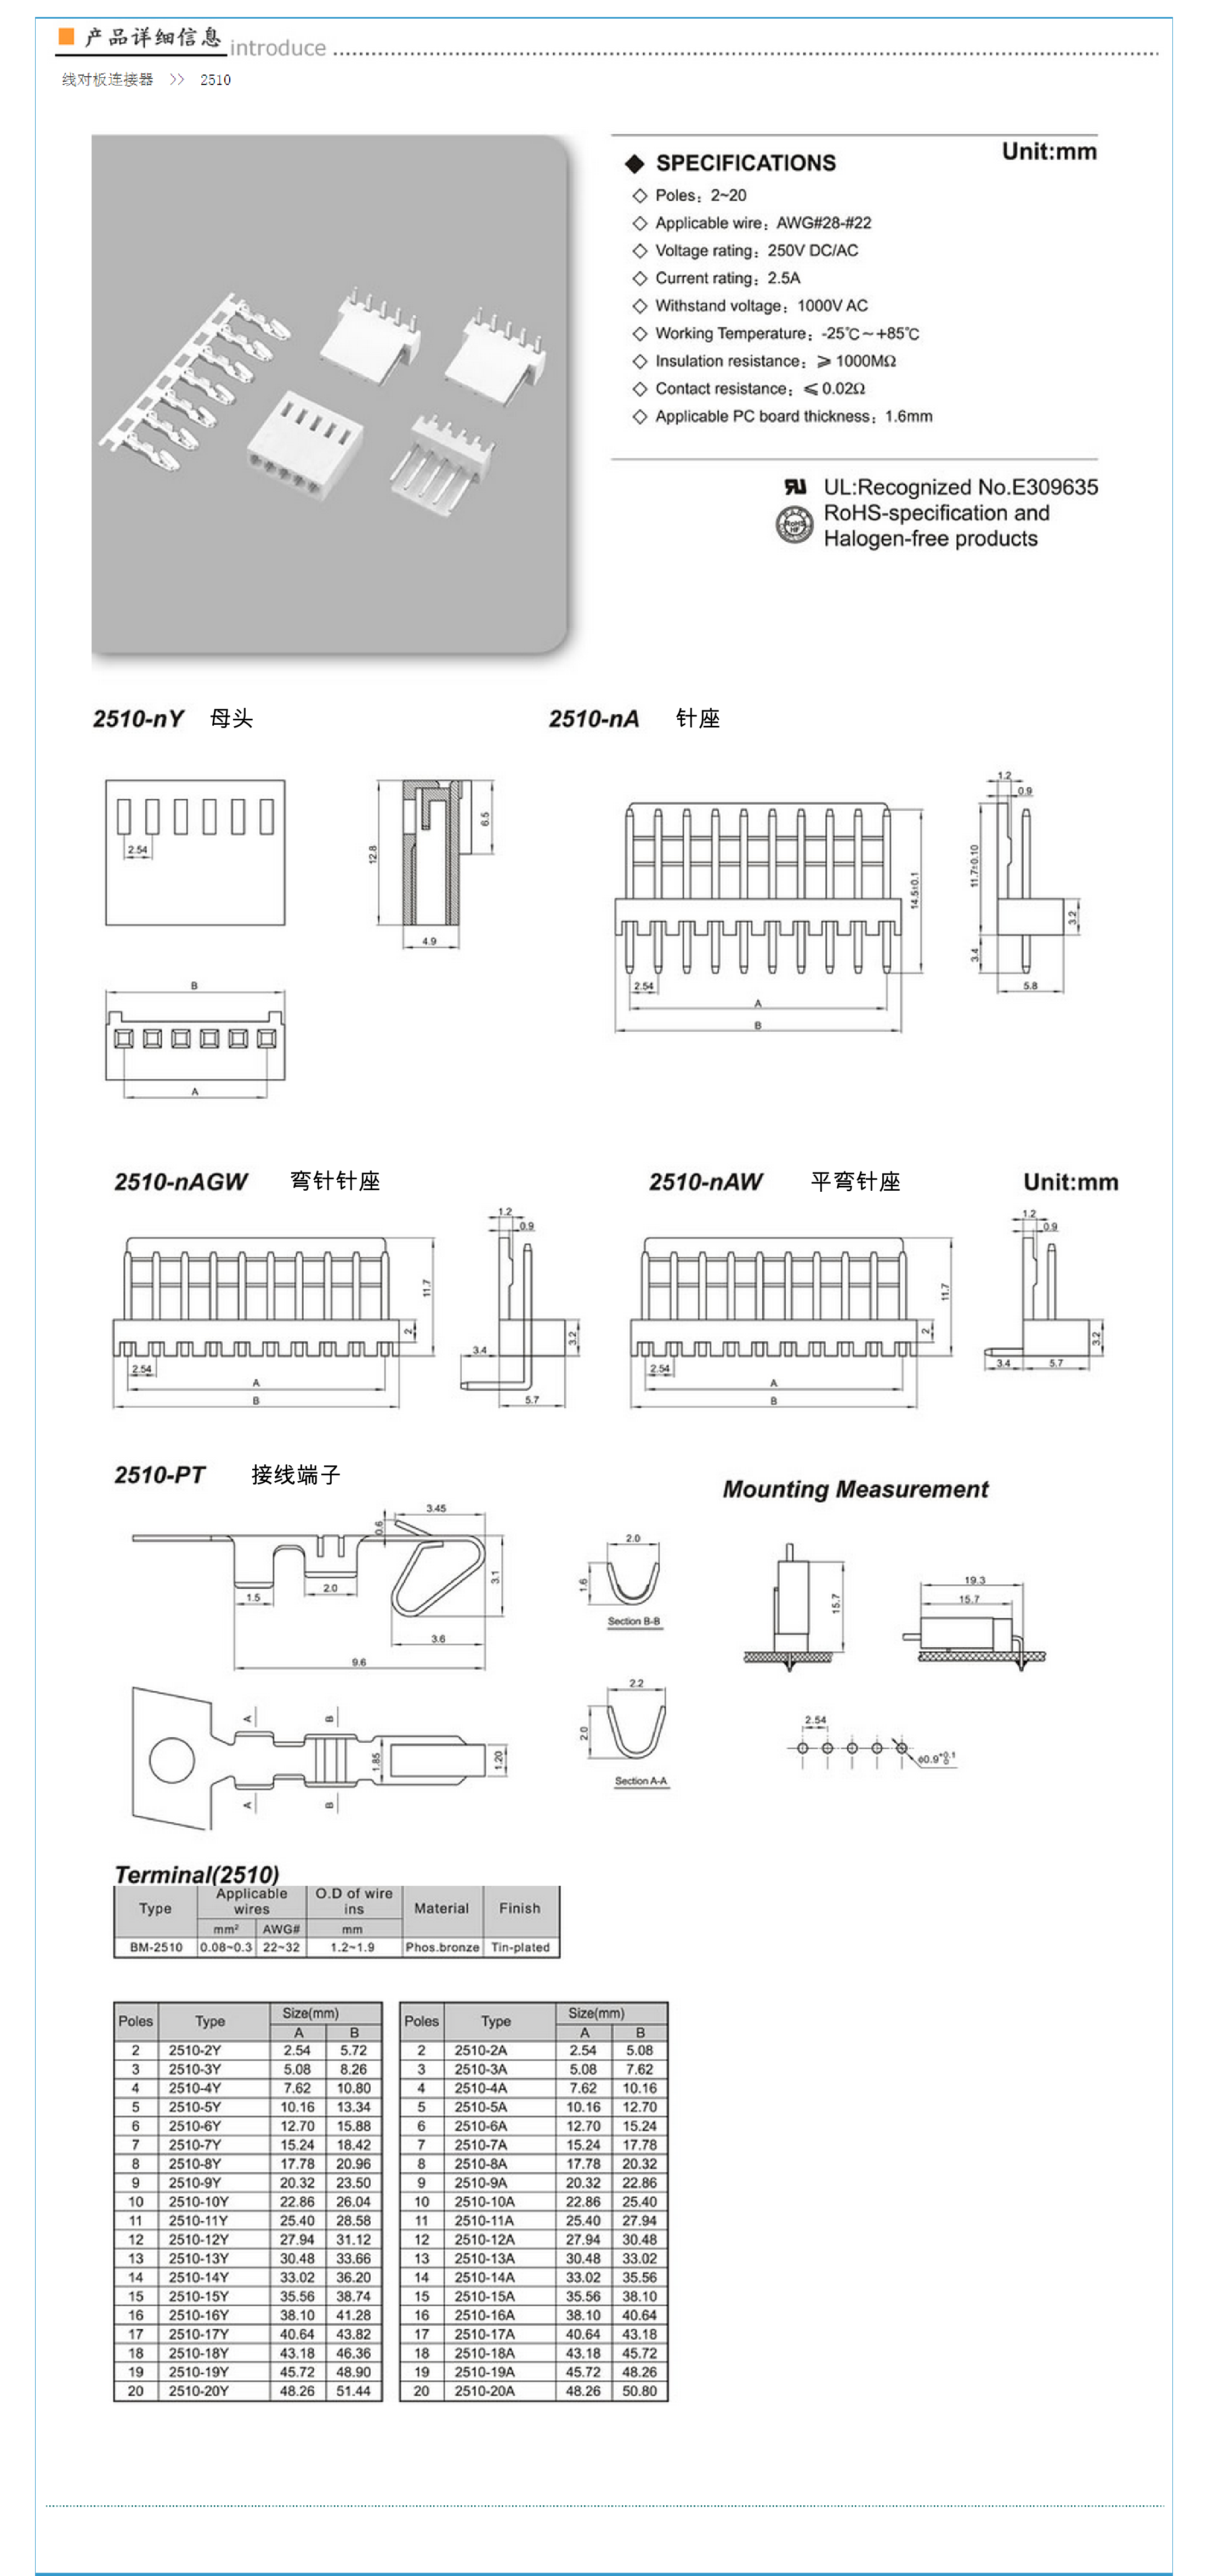 产品详细信息 introduce
线对板连接器 >> 2510
Unit:mm
◆ SPECIFICATIONS
◇ Poles：2~20
◇ Applicable wire：AWG#28-#22
◇ Voltage rating：250V DC/AC
◇ Current rating：2.5A
◇ Withstand voltage：1000V AC
◇ Working Temperature：-25℃~+85℃
◇ Insulation resistance：≥1000MΩ
◇ Contact resistance：≤0.02Ω
◇ Applicable PC board thickness：1.6mm
UL:Recognized No.E309635
RoHS-specification and
Halogen-free products
2510-nY 母头
2.54
12.8
6.5
4.9
B
A
2510-nA 针座
14.5±0.1
2.54
A
B
1.2
0.9
11.7±0.10
3.2
3.4
5.8
2510-nAGW 弯针针座
11.7
2
2.54
A
B
1.2
0.9
3.4
3.2
5.7
2510-nAW 平弯针座
Unit:mm
11.7
2
2.54
A
B
1.2
0.9
3.2
3.4
5.7
2510-PT 接线端子
3.45
0.6
3.1
1.5
2.0
3.6
9.6
2.0
1.6
Section B-B
A
B
1.85
1.20
A
B
2.2
2.0
Section A-A
Mounting Measurement
15.7
19.3
15.7
2.54
φ0.9+0.1 0
Terminal(2510)
Type Applicable wires O.D of wire ins Material Finish
mm² AWG# mm
BM-2510 0.08~0.3 22~32 1.2~1.9 Phos.bronze Tin-plated
Poles Type Size(mm)
A B
2 2510-2Y 2.54 5.72
3 2510-3Y 5.08 8.26
4 2510-4Y 7.62 10.80
5 2510-5Y 10.16 13.34
6 2510-6Y 12.70 15.88
7 2510-7Y 15.24 18.42
8 2510-8Y 17.78 20.96
9 2510-9Y 20.32 23.50
10 2510-10Y 22.86 26.04
11 2510-11Y 25.40 28.58
12 2510-12Y 27.94 31.12
13 2510-13Y 30.48 33.66
14 2510-14Y 33.02 36.20
15 2510-15Y 35.56 38.74
16 2510-16Y 38.10 41.28
17 2510-17Y 40.64 43.82
18 2510-18Y 43.18 46.36
19 2510-19Y 45.72 48.90
20 2510-20Y 48.26 51.44
Poles Type Size(mm)
A B
2 2510-2A 2.54 5.08
3 2510-3A 5.08 7.62
4 2510-4A 7.62 10.16
5 2510-5A 10.16 12.70
6 2510-6A 12.70 15.24
7 2510-7A 15.24 17.78
8 2510-8A 17.78 20.32
9 2510-9A 20.32 22.86
10 2510-10A 22.86 25.40
11 2510-11A 25.40 27.94
12 2510-12A 27.94 30.48
13 2510-13A 30.48 33.02
14 2510-14A 33.02 35.56
15 2510-15A 35.56 38.10
16 2510-16A 38.10 40.64
17 2510-17A 40.64 43.18
18 2510-18A 43.18 45.72
19 2510-19A 45.72 48.26
20 2510-20A 48.26 50.80